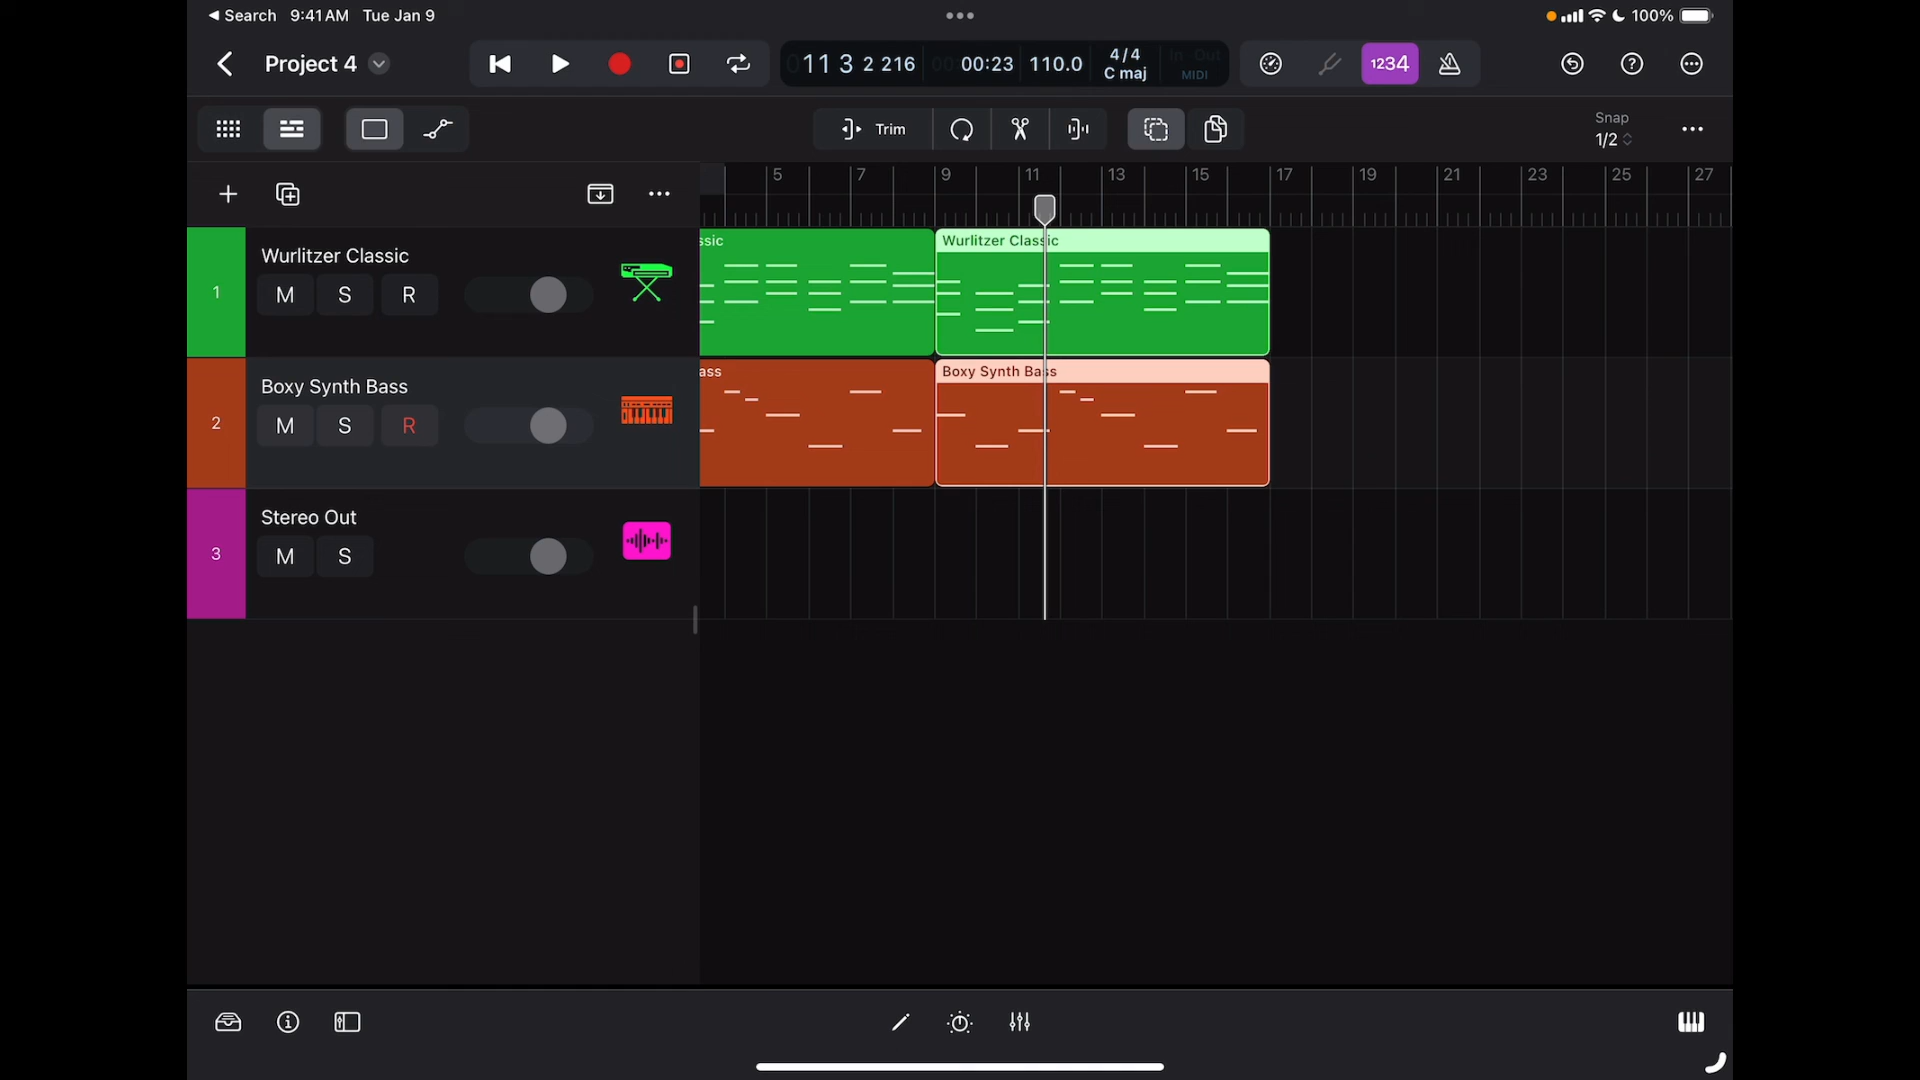 Search 9:41 AM Tue Jan 9
100%
Project 4
11 3 2 216
00:23
110.0
4/4
C maj
In Out
MIDI
1234
Trim
Snap
1/2
5 7 9 11 13 15 17 19 21 23 25 27
1
Wurlitzer Classic
M S R
ssic
Wurlitzer Classic
2
Boxy Synth Bass
M S R
ass
Boxy Synth Bass
3
Stereo Out
M S